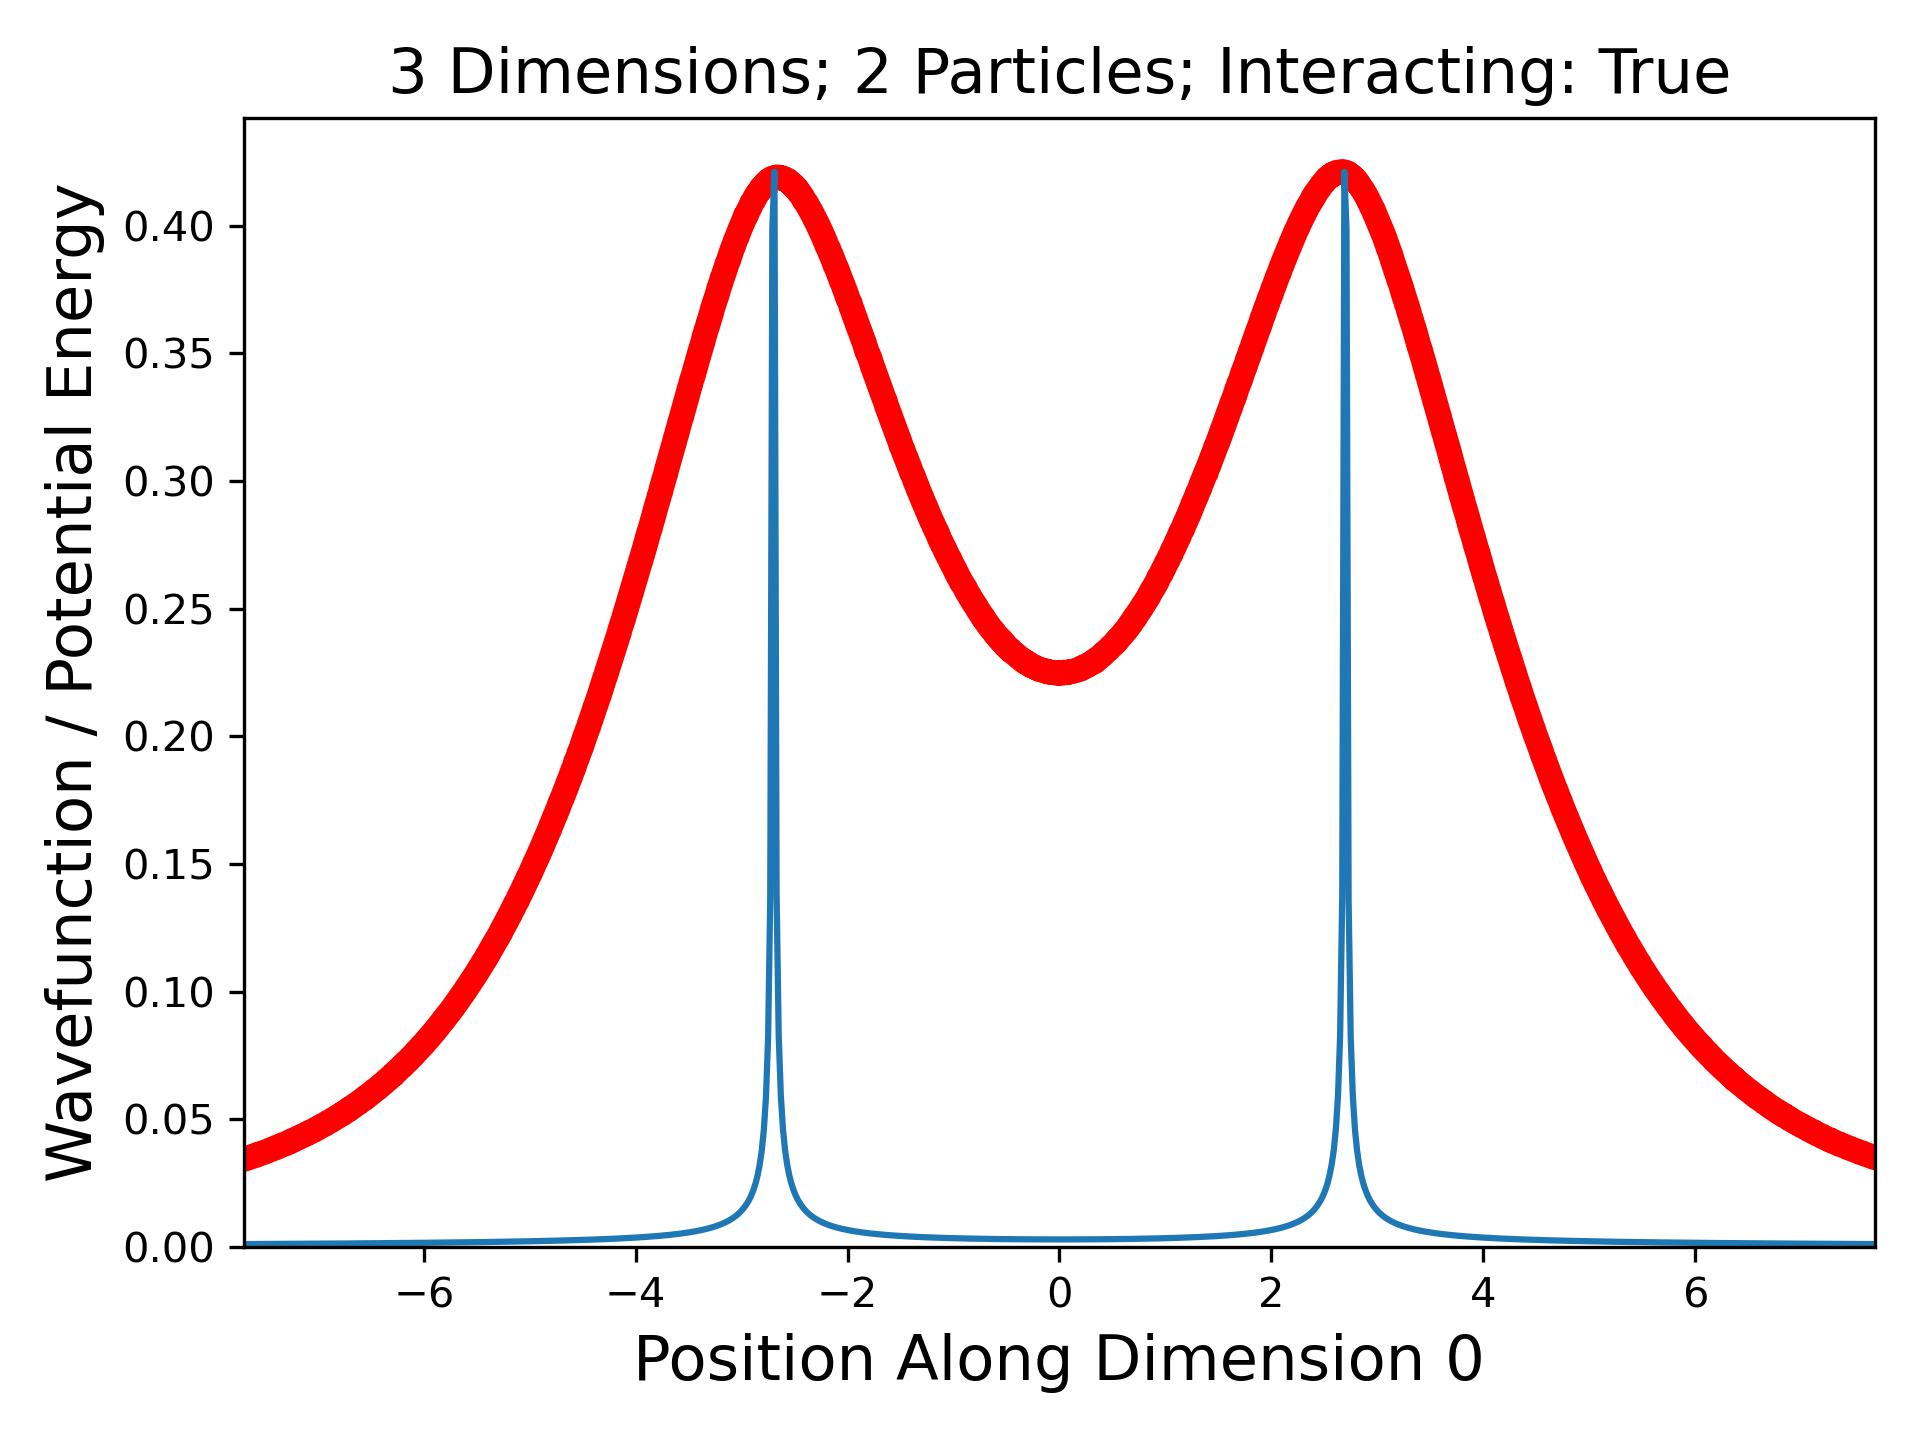 3 Dimensions; 2 Particles; Interacting: True
Wavefunction / Potential Energy
0.40
0.35
0.30
0.25
0.20
0.15
0.10
0.05
0.00
−6 −4 −2 0 2 4 6
Position Along Dimension 0